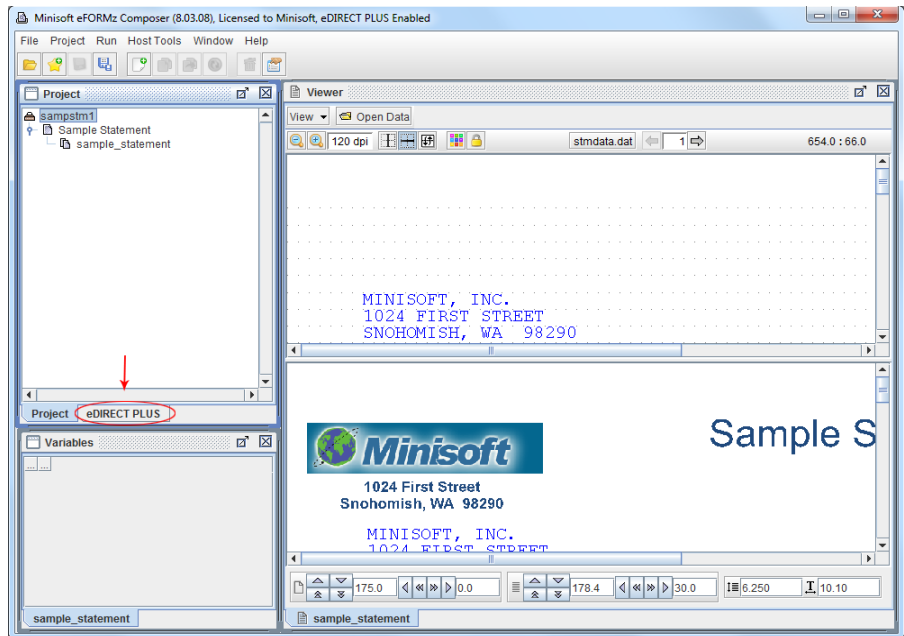 Minisoft eFORMz Composer (8.03.08), Licensed to Minisoft, eDIRECT PLUS Enabled
File Project Run Host Tools Window Help
Project
sampstm1
Sample Statement
sample_statement
Project eDIRECT PLUS
Variables
... ...
sample_statement
Viewer
View Open Data
120 dpi stmdata.dat 1 654.0 : 66.0
MINISOFT, INC.
1024 FIRST STREET
SNOHOMISH, WA 98290
Sample S
Minisoft
1024 First Street
Snohomish, WA 98290
MINISOFT, INC.
1024 FIRST STREET
175.0 0.0 178.4 30.0 6.250 10.10
sample_statement